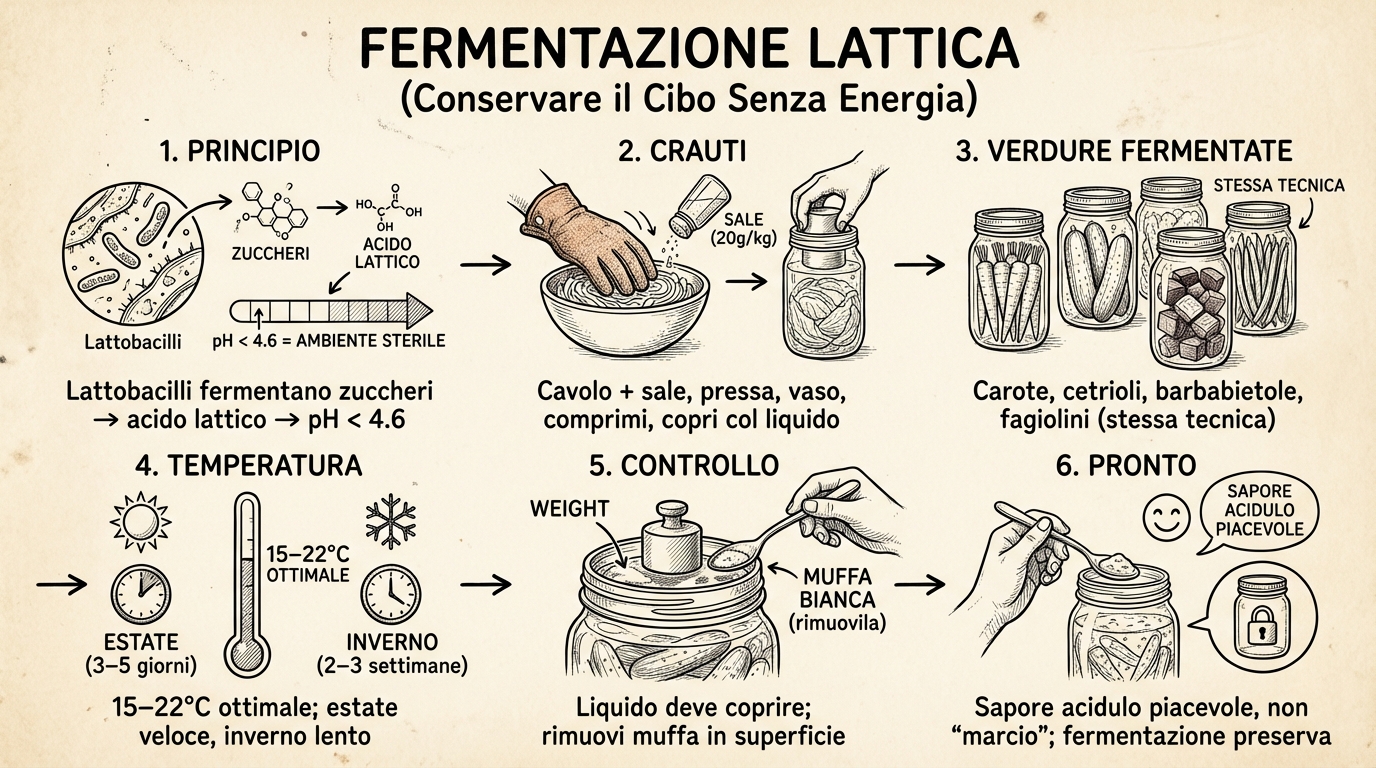 FERMENTAZIONE LATTICA
(Conservare il Cibo Senza Energia)
1. PRINCIPIO
ZUCCHERI
HO
O
C
C
OH
OH
ACIDO
LATTICO
Lattobacilli
pH < 4.6 = AMBIENTE STERILE
Lattobacilli fermentano zuccheri
→ acido lattico → pH < 4.6
2. CRAUTI
SALE
(20g/kg)
Cavolo + sale, pressa, vaso,
comprimi, copri col liquido
3. VERDURE FERMENTATE
STESSA TECNICA
Carote, cetrioli, barbabietole,
fagiolini (stessa tecnica)
4. TEMPERATURA
15–22°C
OTTIMALE
ESTATE
(3–5 giorni)
INVERNO
(2–3 settimane)
15–22°C ottimale; estate
veloce, inverno lento
5. CONTROLLO
WEIGHT
MUFFA
BIANCA
(rimuovila)
Liquido deve coprire;
rimuovi muffa in superficie
6. PRONTO
SAPORE
ACIDULO
PIACEVOLE
Sapore acidulo piacevole, non
“marcio”; fermentazione preserva